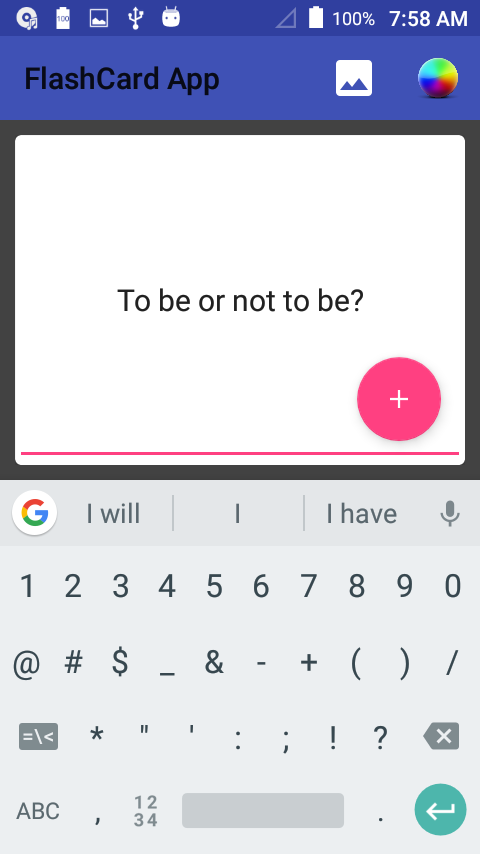 100
100%
7:58 AM
FlashCard App
To be or not to be?
+
G
I will
I
I have
1 2 3 4 5 6 7 8 9 0
@ # $ _ & - + ( ) /
=\< * " ' : ; ! ?
ABC , 12 34 .